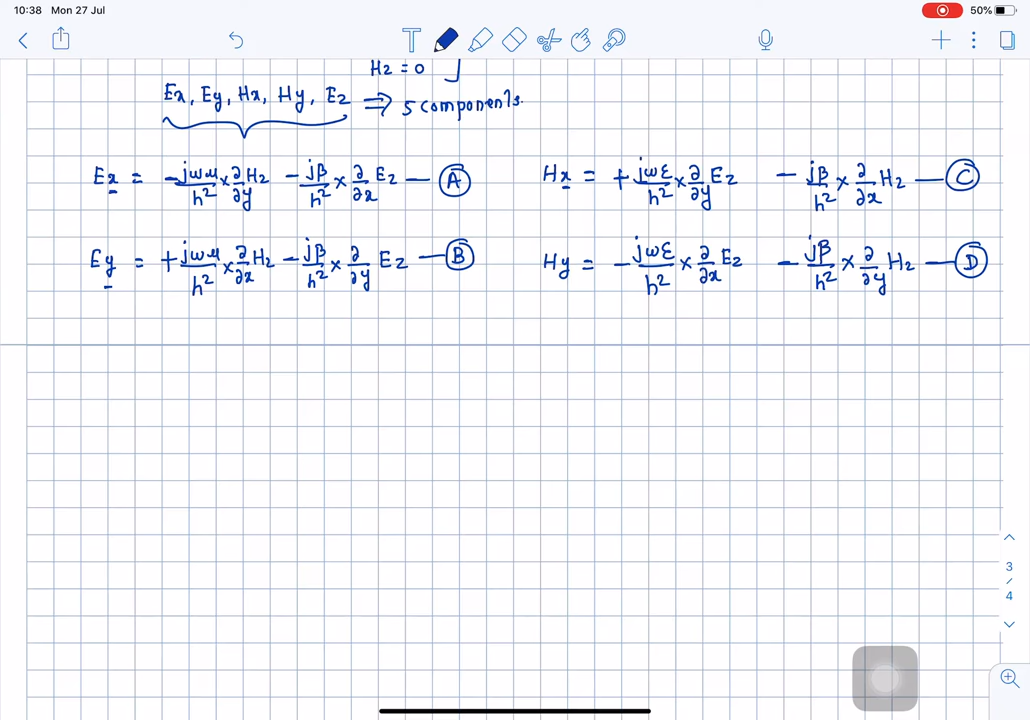 10:38 Mon 27 Jul 50%
Hz = 0
Ex, Ey, Hx, Hy, Ez ⇒ 5 components.
Ex = -jωμ/h² × ∂/∂y Hz - jβ/h² × ∂/∂x Ez — Ⓐ
Hx = +jωε/h² × ∂/∂y Ez - jβ/h² × ∂/∂x Hz — Ⓒ
Ey = +jωμ/h² × ∂/∂x Hz - jβ/h² × ∂/∂y Ez — Ⓑ
Hy = -jωε/h² × ∂/∂x Ez - jβ/h² × ∂/∂y Hz — Ⓓ
3
/
4